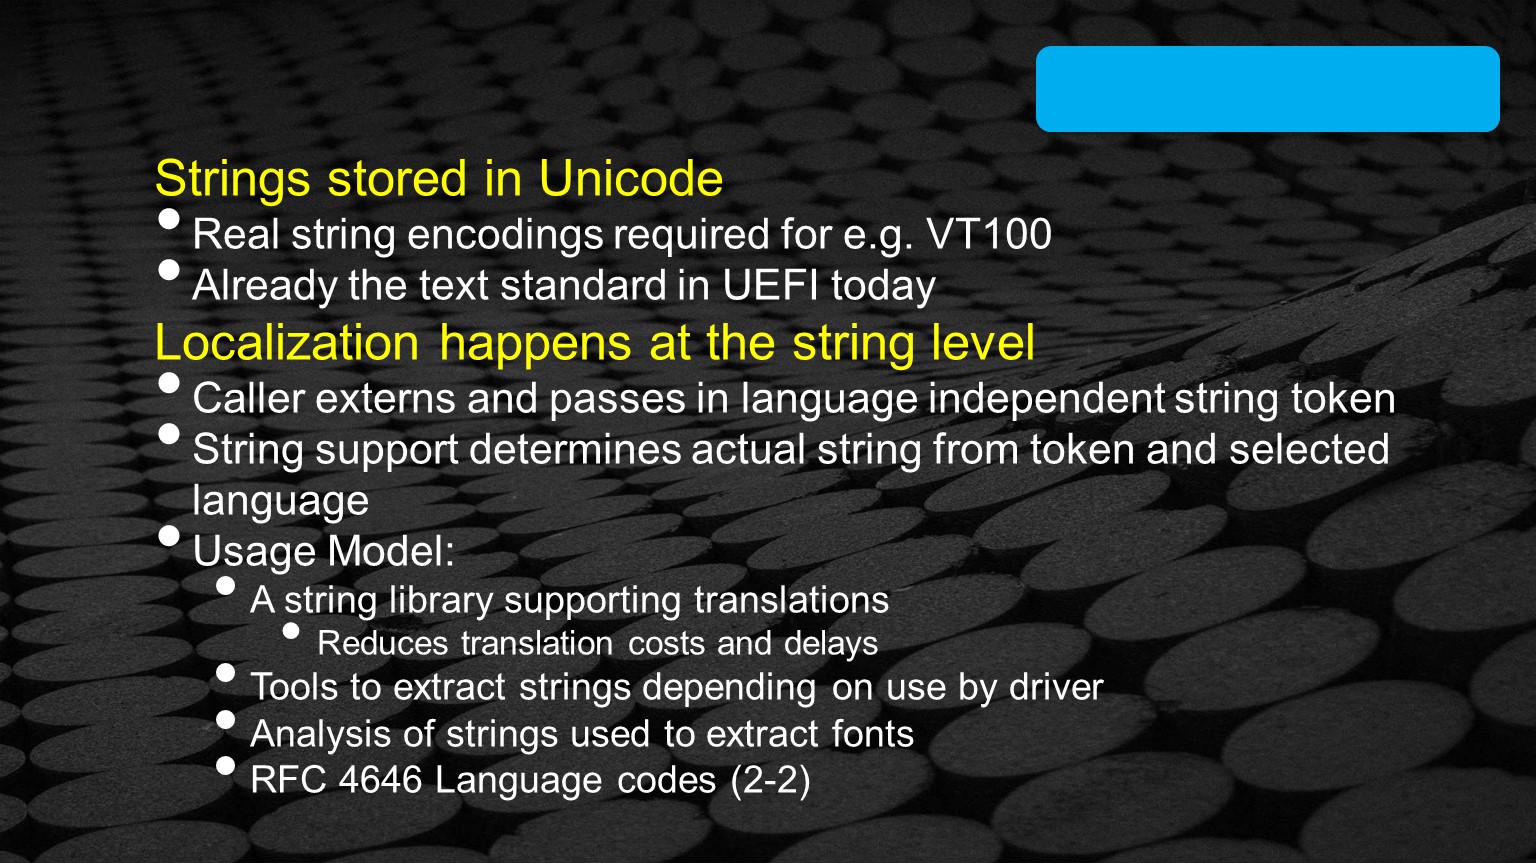 Strings stored in Unicode
• Real string encodings required for e.g. VT100
• Already the text standard in UEFI today
Localization happens at the string level
• Caller externs and passes in language independent string token
• String support determines actual string from token and selected
language
• Usage Model:
• A string library supporting translations
• Reduces translation costs and delays
• Tools to extract strings depending on use by driver
• Analysis of strings used to extract fonts
• RFC 4646 Language codes (2-2)